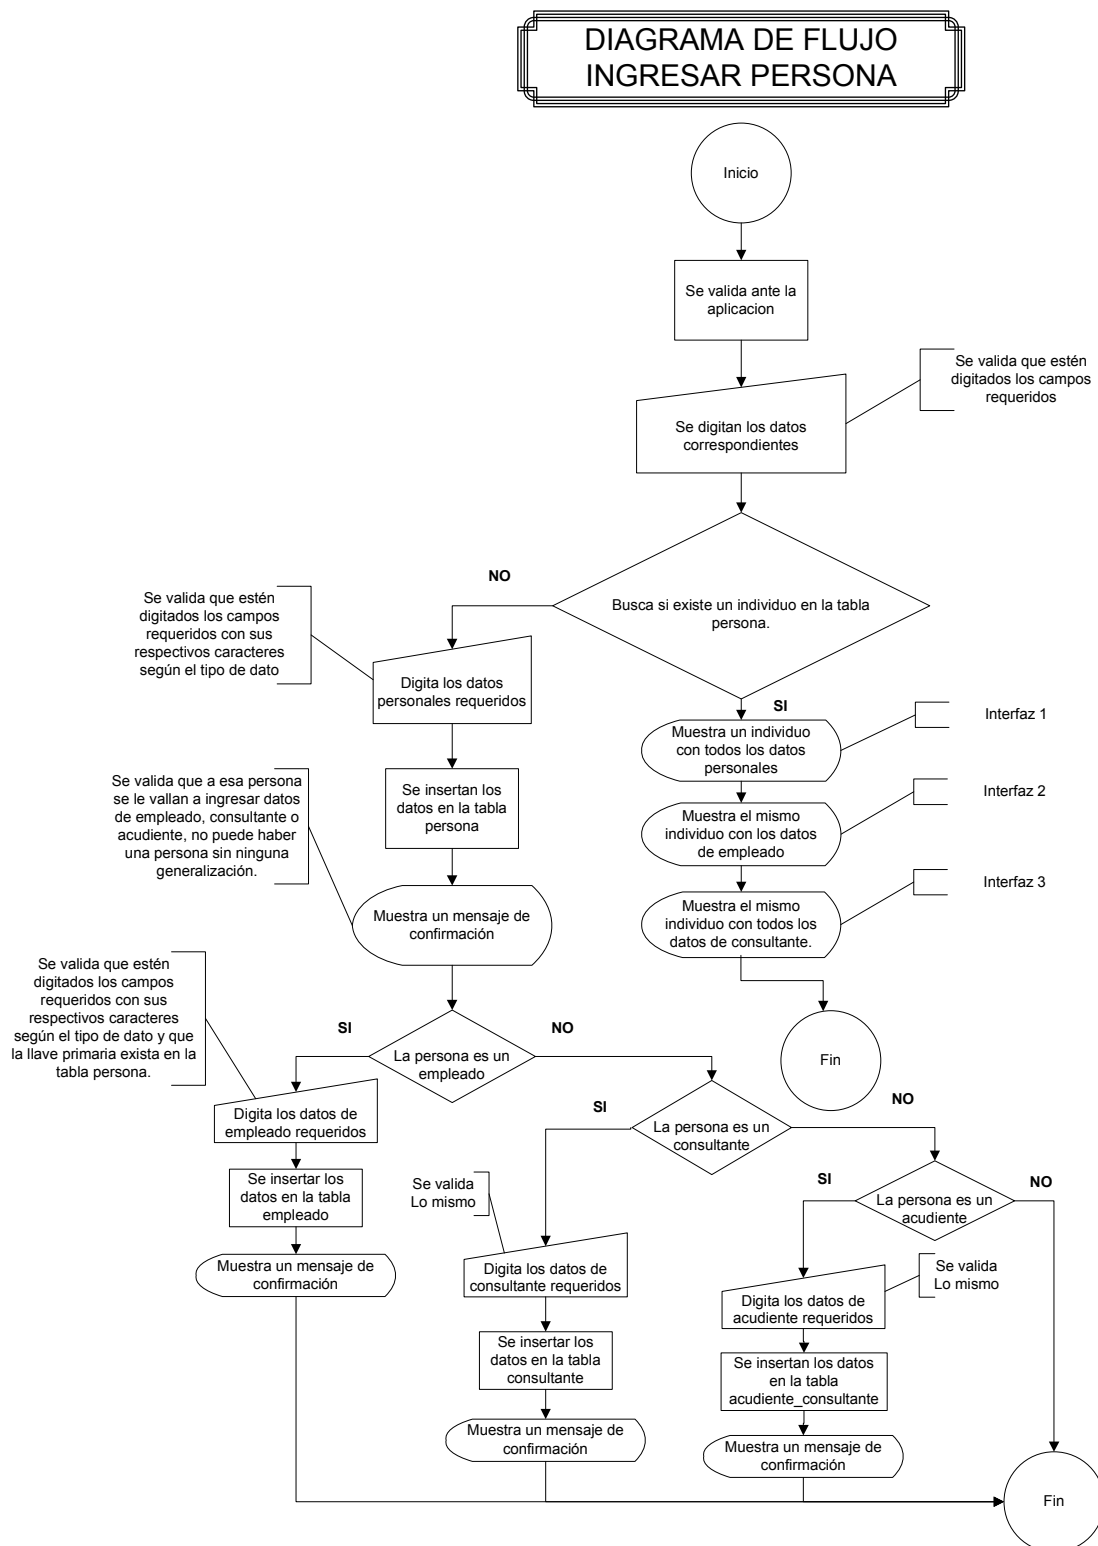 DIAGRAMA DE FLUJO
INGRESAR PERSONA
Inicio
Se valida ante la
aplicacion
Se valida que estén
digitados los campos
requeridos
Se digitan los datos
correspondientes
NO
Busca si existe un individuo en la tabla
persona.
Se valida que estén
digitados los campos
requeridos con sus
respectivos caracteres
según el tipo de dato
Digita los datos
personales requeridos
SI
Muestra un individuo
con todos los datos
personales
Interfaz 1
Se valida que a esa persona
se le vallan a ingresar datos
de empleado, consultante o
acudiente, no puede haber
una persona sin ninguna
generalización.
Se insertan los
datos en la tabla
persona
Muestra el mismo
individuo con los datos
de empleado
Interfaz 2
Muestra un mensaje de
confirmación
Muestra el mismo
individuo con todos los
datos de consultante.
Interfaz 3
Se valida que estén
digitados los campos
requeridos con sus
respectivos caracteres
según el tipo de dato y que
la llave primaria exista en la
tabla persona.
SI
La persona es un
empleado
NO
Fin
Digita los datos de
empleado requeridos
SI
La persona es un
consultante
NO
Se insertar los
datos en la tabla
empleado
Se valida
Lo mismo
SI
La persona es un
acudiente
NO
Muestra un mensaje de
confirmación
Digita los datos de
consultante requeridos
Digita los datos de
acudiente requeridos
Se valida
Lo mismo
Se insertar los
datos en la tabla
consultante
Se insertan los datos
en la tabla
acudiente_consultante
Muestra un mensaje de
confirmación
Muestra un mensaje de
confirmación
Fin